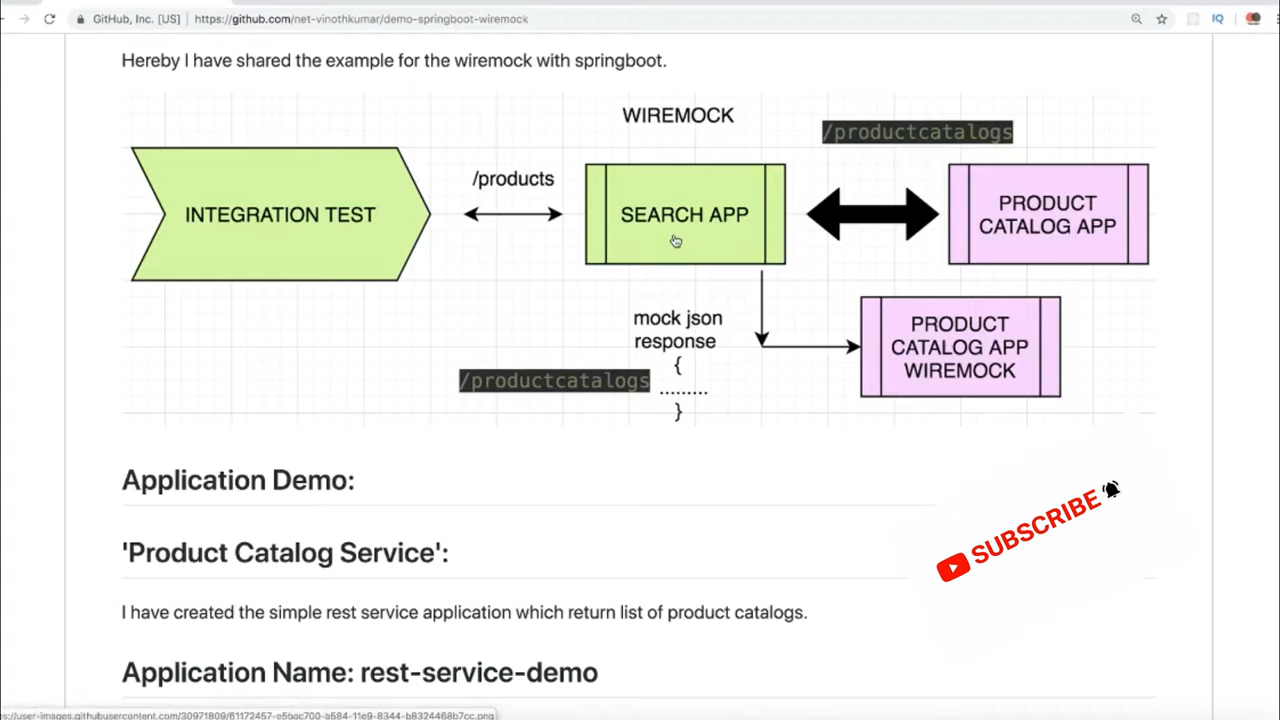 GitHub, Inc. [US]
https://github.com/net-vinothkumar/demo-springboot-wiremock
IQ
Hereby I have shared the example for the wiremock with springboot.
WIREMOCK
/productcatalogs
/products
INTEGRATION TEST
SEARCH APP
PRODUCT
CATALOG APP
mock json
response
{
/productcatalogs
.........
}
PRODUCT
CATALOG APP
WIREMOCK
Application Demo:
SUBSCRIBE
'Product Catalog Service':
I have created the simple rest service application which return list of product catalogs.
Application Name: rest-service-demo